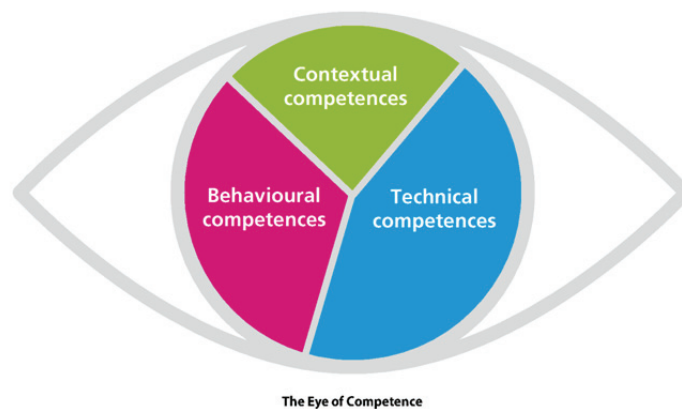 Contextual
competences
Behavioural
competences
Technical
competences
The Eye of Competence